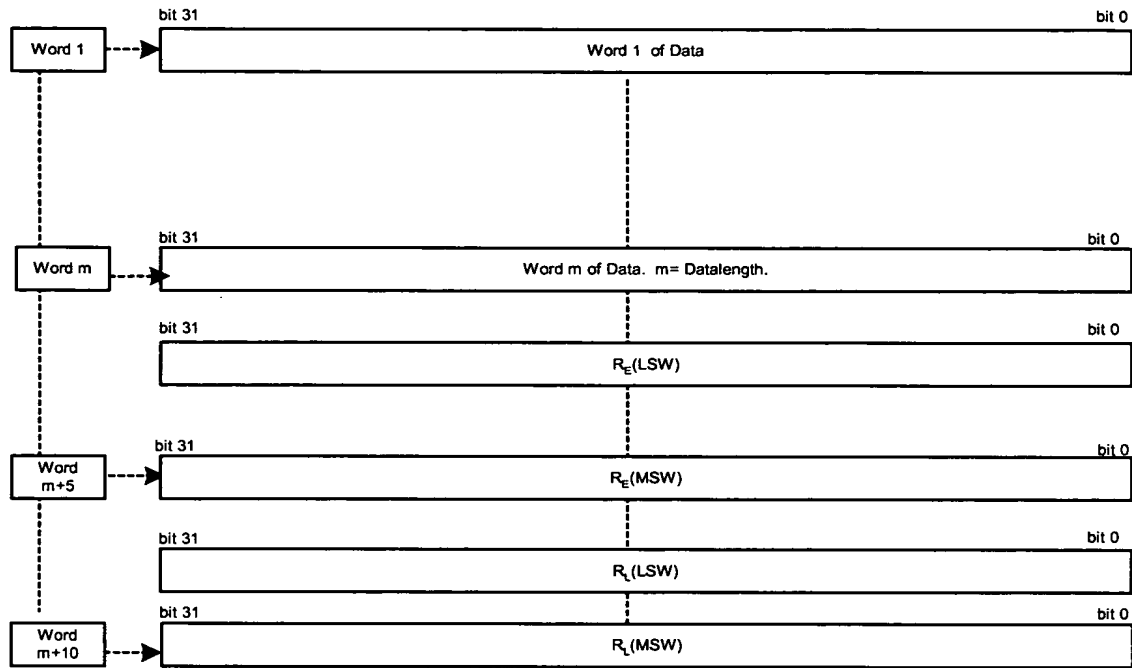 bit 31 bit 0
Word 1 Word 1 of Data
bit 31 bit 0
Word m Word m of Data. m= Datalength.
bit 31 bit 0
R_E(LSW)
bit 31 bit 0
Word
m+5 R_E(MSW)
bit 31 bit 0
R_L(LSW)
bit 31 bit 0
Word
m+10 R_L(MSW)